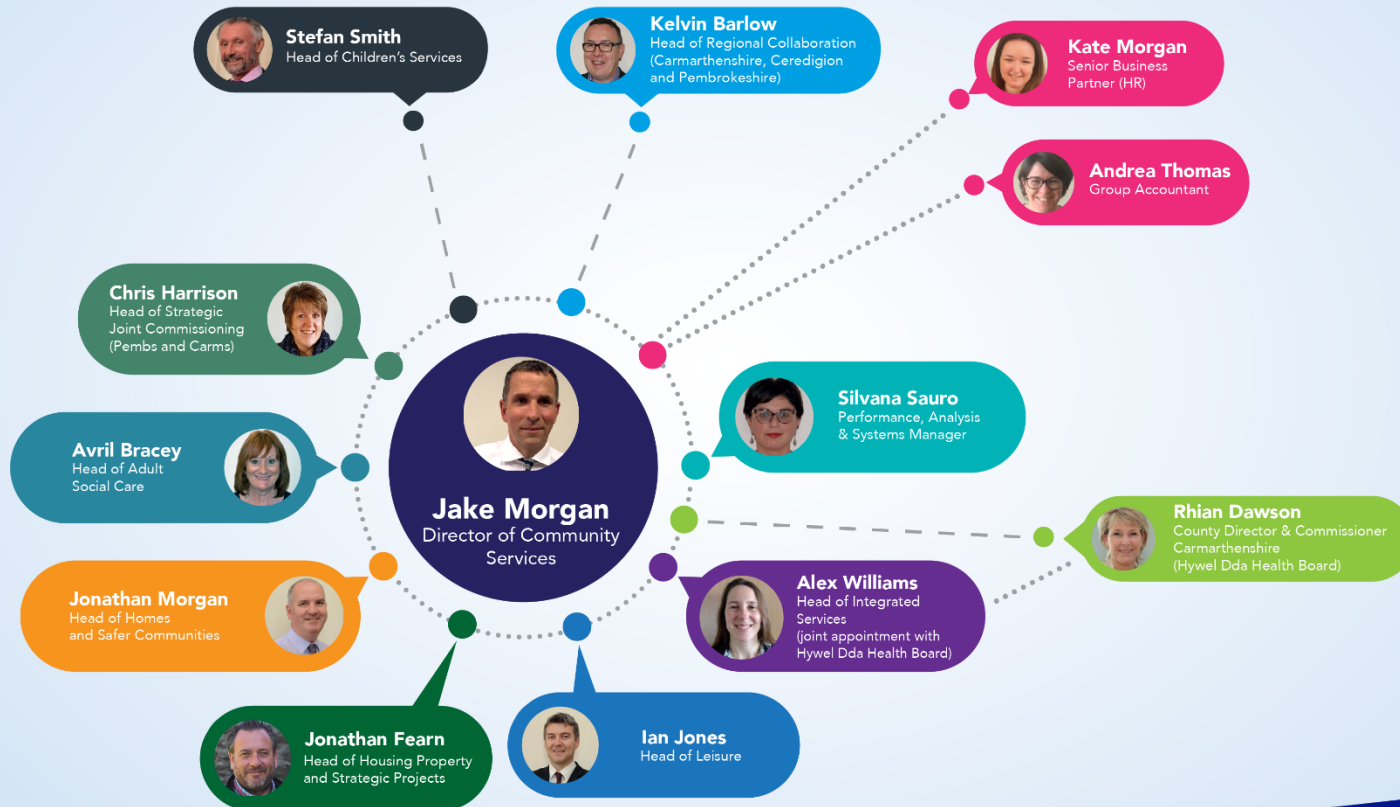 Stefan Smith
Head of Children’s Services
Kelvin Barlow
Head of Regional Collaboration
(Carmarthenshire, Ceredigion
and Pembrokeshire)
Kate Morgan
Senior Business
Partner (HR)
Andrea Thomas
Group Accountant
Chris Harrison
Head of Strategic
Joint Commissioning
(Pembs and Carms)
Silvana Sauro
Performance, Analysis
& Systems Manager
Avril Bracey
Head of Adult
Social Care
Jake Morgan
Director of Community
Services
Rhian Dawson
County Director & Commissioner
Carmarthenshire
(Hywel Dda Health Board)
Jonathan Morgan
Head of Homes
and Safer Communities
Alex Williams
Head of Integrated
Services
(joint appointment with
Hywel Dda Health Board)
Jonathan Fearn
Head of Housing Property
and Strategic Projects
Ian Jones
Head of Leisure